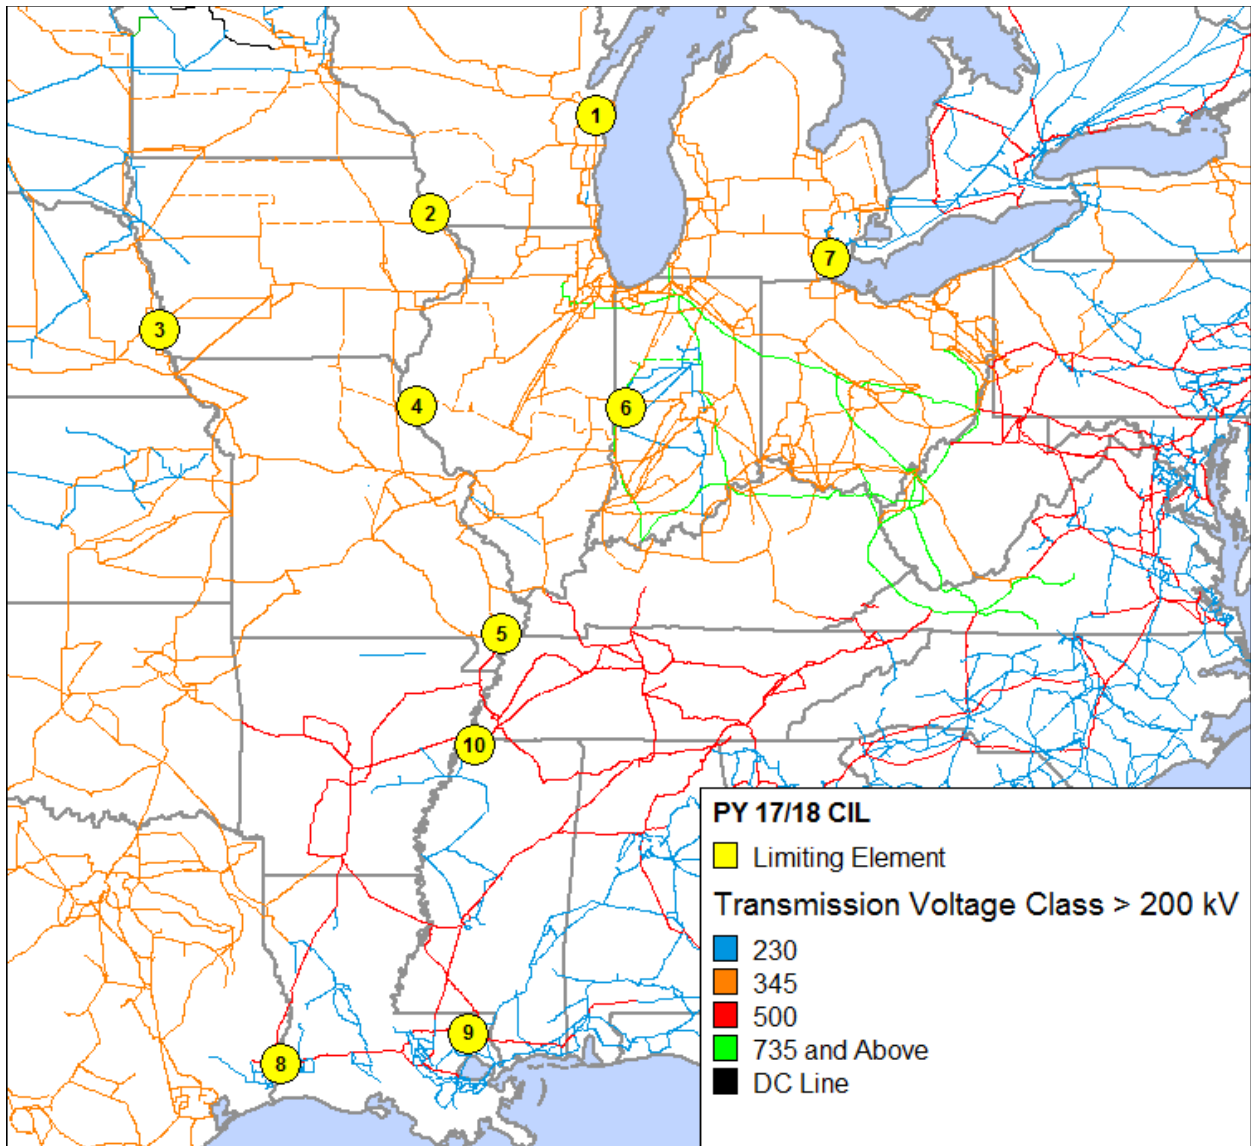 1
2
7
3
4
6
5
10
9
8
PY 17/18 CIL
Limiting Element
Transmission Voltage Class > 200 kV
230
345
500
735 and Above
DC Line